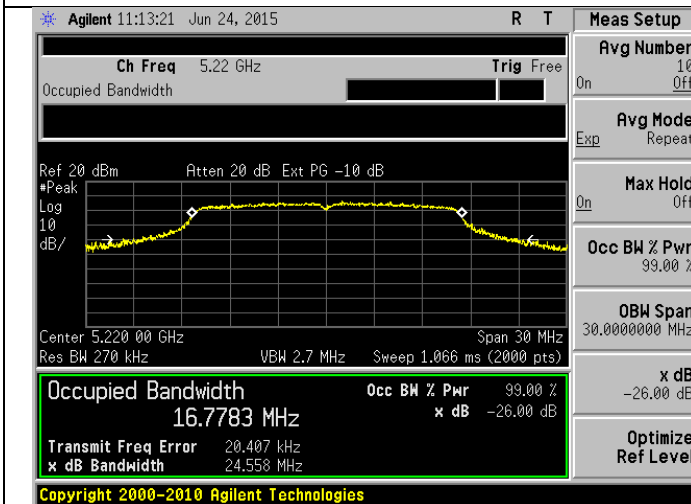 Agilent 11:13:21 Jun 24, 2015 R T
Ch Freq 5.22 GHz Trig Free
Occupied Bandwidth
Ref 20 dBm Atten 20 dB Ext PG -10 dB
#Peak
Log
10
dB/
Center 5.220 00 GHz Span 30 MHz
Res BW 270 kHz VBW 2.7 MHz Sweep 1.066 ms (2000 pts)
Occupied Bandwidth Occ BW % Pwr 99.00 %
16.7783 MHz x dB -26.00 dB
Transmit Freq Error 20.407 kHz
x dB Bandwidth 24.558 MHz
Copyright 2000-2010 Agilent Technologies
Meas Setup
Avg Number
10
On Off
Avg Mode
Exp Repeat
Max Hold
On Off
Occ BW % Pwr
99.00 %
OBW Span
30.0000000 MHz
x dB
-26.00 dB
Optimize
Ref Level